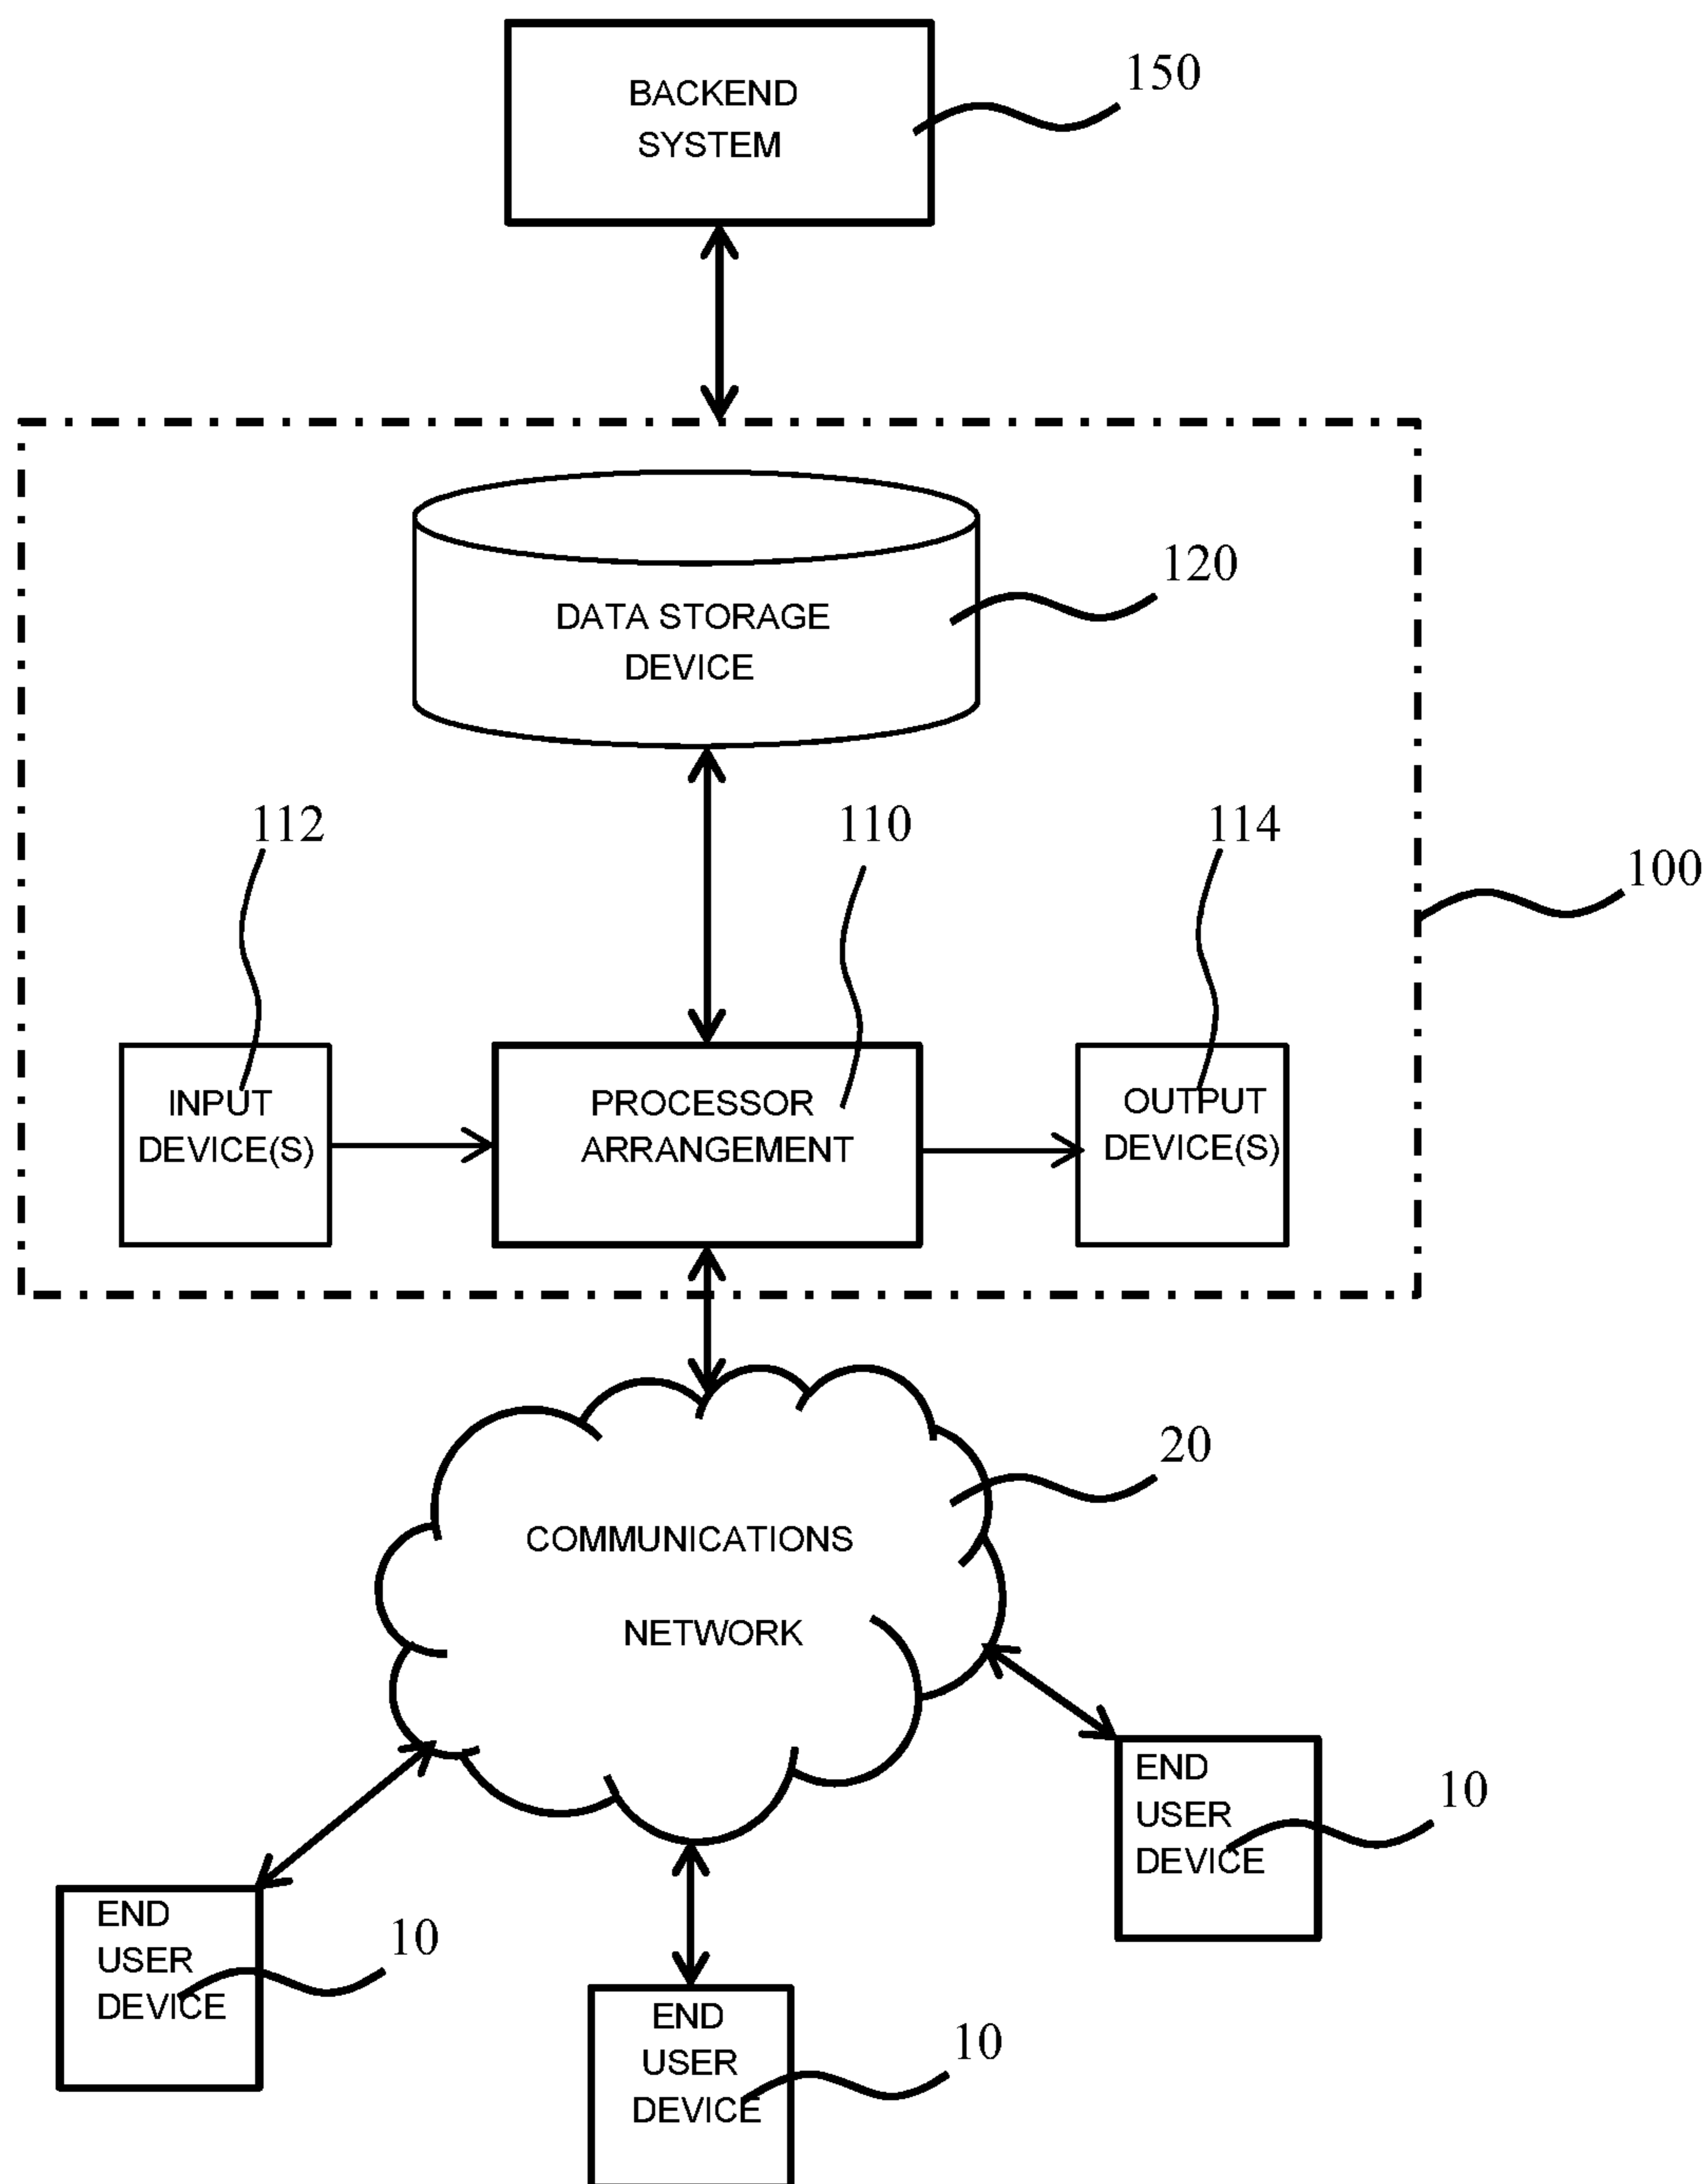 BACKEND
SYSTEM
150
120
DATA STORAGE
DEVICE
112
110
114
100
INPUT
DEVICE(S)
PROCESSOR
ARRANGEMENT
OUTPUT
DEVICE(S)
20
COMMUNICATIONS
NETWORK
END
USER
DEVICE
10
END
USER
DEVICE
10
END
USER
DEVICE
10